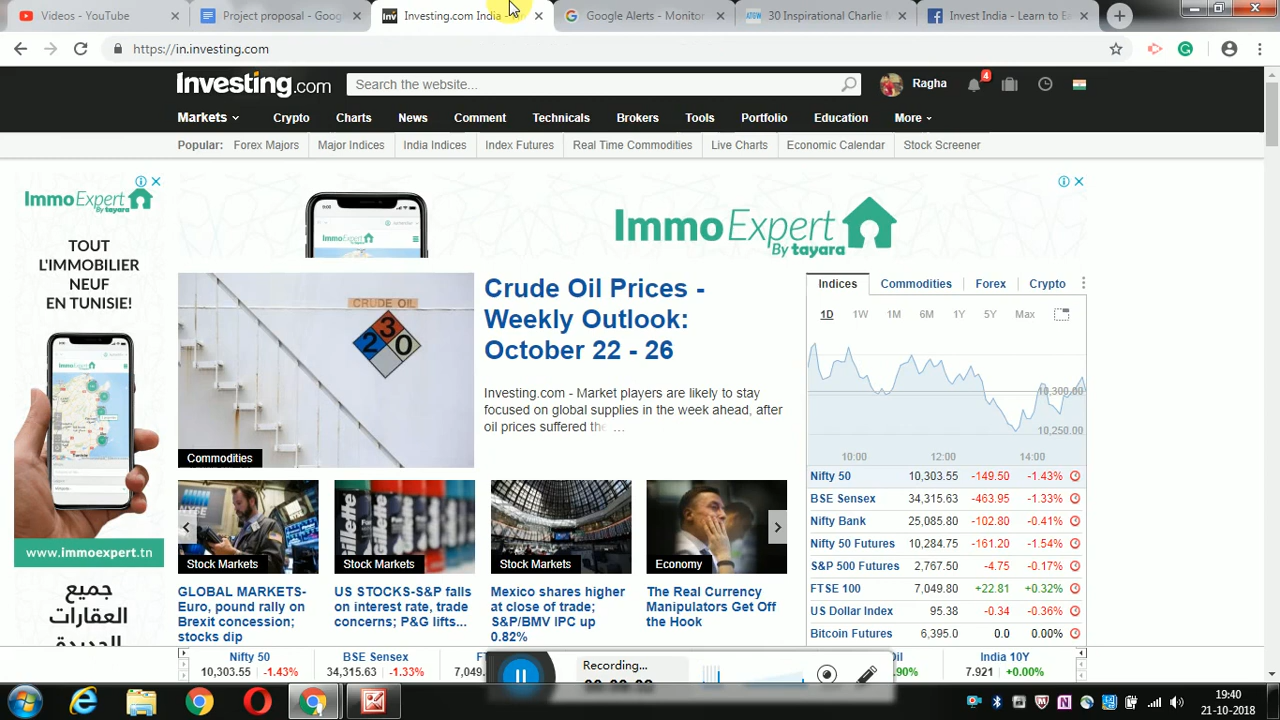 Videos - YouTube
Project proposal - Goog
Investing.com India -
Google Alerts - Monitor
30 Inspirational Charlie
Invest India - Learn to E
https://in.investing.com
Investing.com
Search the website...
Ragha
4
Markets
Crypto
Charts
News
Comment
Technicals
Brokers
Tools
Portfolio
Education
More
Popular:
Forex Majors
Major Indices
India Indices
Index Futures
Real Time Commodities
Live Charts
Economic Calendar
Stock Screener
ImmoExpert
By tayara
TOUT
L'IMMOBILIER
NEUF
EN TUNISIE!
www.immoexpert.tn
جميع
العقارات
الجديدة
ImmoExpert
By tayara
CRUDE OIL
2 3 0
Commodities
Crude Oil Prices -
Weekly Outlook:
October 22 - 26
Investing.com - Market players are likely to stay
focused on global supplies in the week ahead, after
oil prices suffered the ...
Stock Markets
GLOBAL MARKETS-
Euro, pound rally on
Brexit concession;
stocks dip
Gillette
Stock Markets
US STOCKS-S&P falls
on interest rate, trade
concerns; P&G lifts...
Stock Markets
Mexico shares higher
at close of trade;
S&P/BMV IPC up
0.82%
Economy
The Real Currency
Manipulators Get Off
the Hook
Indices
Commodities
Forex
Crypto
1D 1W 1M 6M 1Y 5Y Max
10,300.00
10,250.00
10:00 12:00 14:00
Nifty 50 10,303.55 -149.50 -1.43%
BSE Sensex 34,315.63 -463.95 -1.33%
Nifty Bank 25,085.80 -102.80 -0.41%
Nifty 50 Futures 10,284.75 -161.20 -1.54%
S&P 500 Futures 2,767.50 -4.75 -0.17%
FTSE 100 7,049.80 +22.81 +0.32%
US Dollar Index 95.38 -0.34 -0.36%
Bitcoin Futures 6,395.0 0.0 0.00%
Nifty 50
10,303.55 -1.43%
BSE Sensex
34,315.63 -1.33%
7,049.
Recording...
Oil
.90%
India 10Y
7.921 +0.00%
19:40
21-10-2018